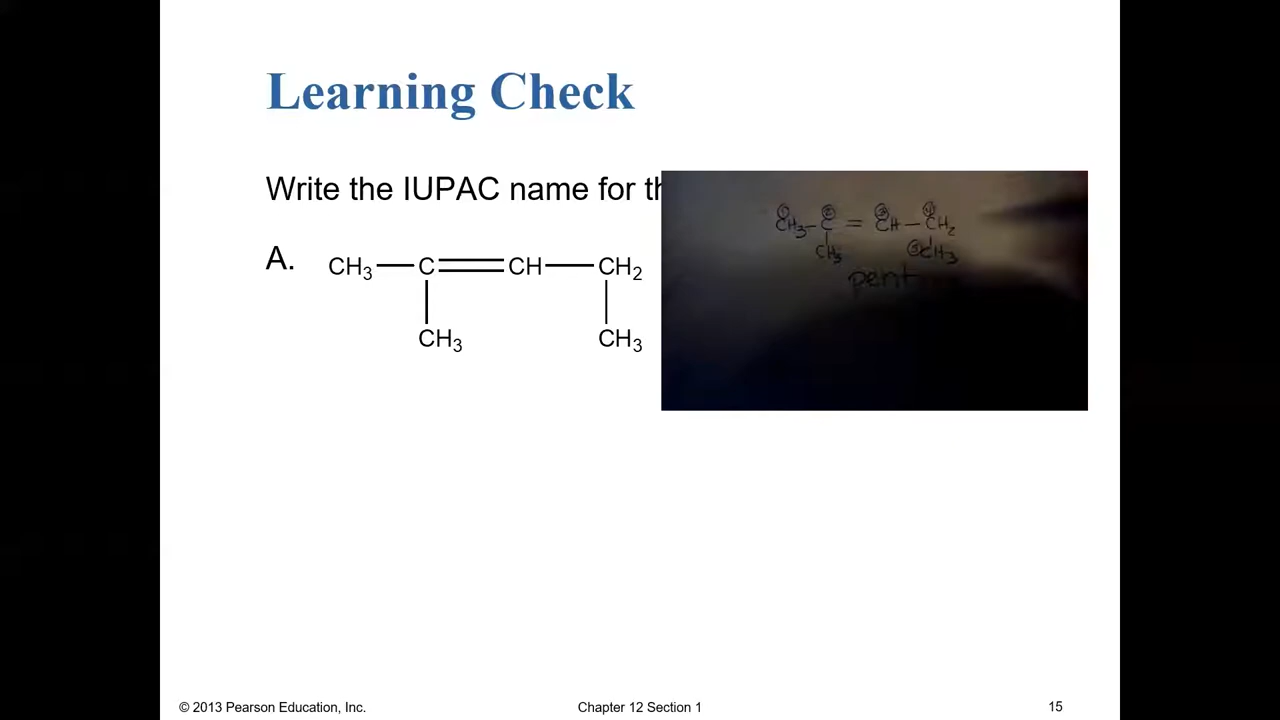 Learning Check
Write the IUPAC name for th
A. CH3 C CH CH2
CH3 CH3
① ② ③ ④
CH3 – C = CH – CH2
CH3 ⑤CH3
pent
© 2013 Pearson Education, Inc. Chapter 12 Section 1 15